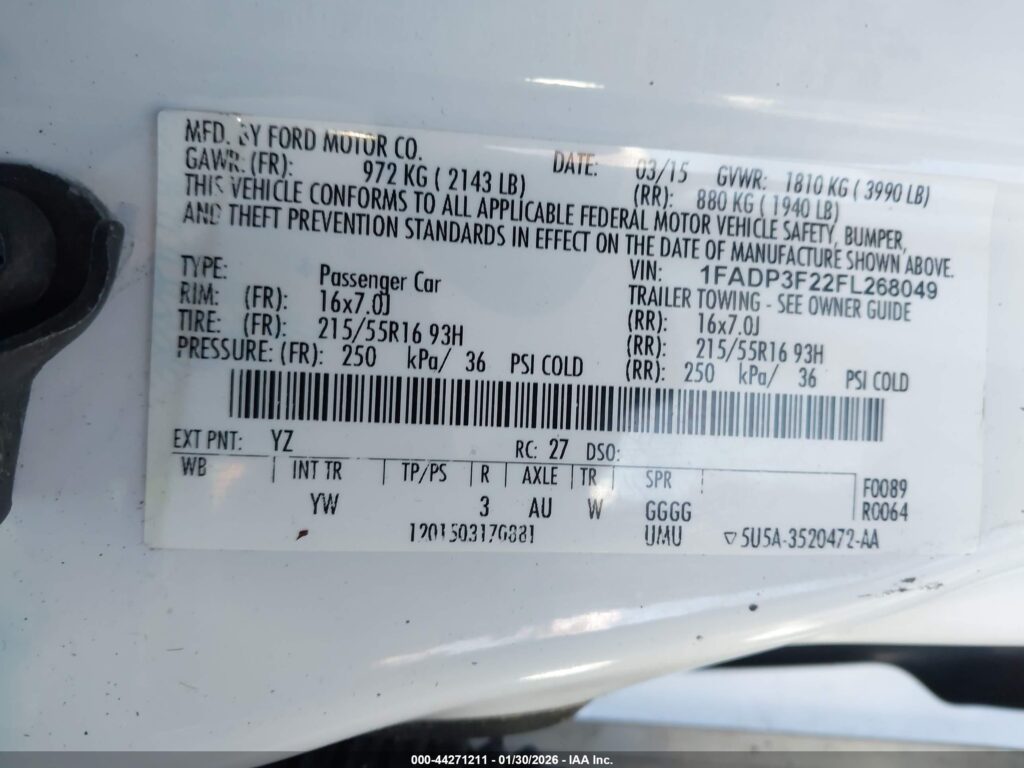 MFD. BY FORD MOTOR CO. DATE: 03/15 GVWR: 1810 KG ( 3990 LB)
GAWR: (FR): 972 KG ( 2143 LB) (RR): 880 KG ( 1940 LB)
THIS VEHICLE CONFORMS TO ALL APPLICABLE FEDERAL MOTOR VEHICLE SAFETY, BUMPER,
AND THEFT PREVENTION STANDARDS IN EFFECT ON THE DATE OF MANUFACTURE SHOWN ABOVE.
VIN: 1FADP3F22FL268049
TYPE: Passenger Car TRAILER TOWING - SEE OWNER GUIDE
RIM: (FR): 16x7.0J (RR): 16x7.0J
TIRE: (FR): 215/55R16 93H (RR): 215/55R16 93H
PRESSURE: (FR): 250 kPa/ 36 PSI COLD (RR): 250 kPa/ 36 PSI COLD
EXT PNT: YZ RC: 27 DSO:
WB INT TR TP/PS R AXLE TR SPR F0089
YW 3 AU W GGGG R0064
UMU ▽5U5A-3520472-AA
000-44271211 - 01/30/2026 - IAA Inc.